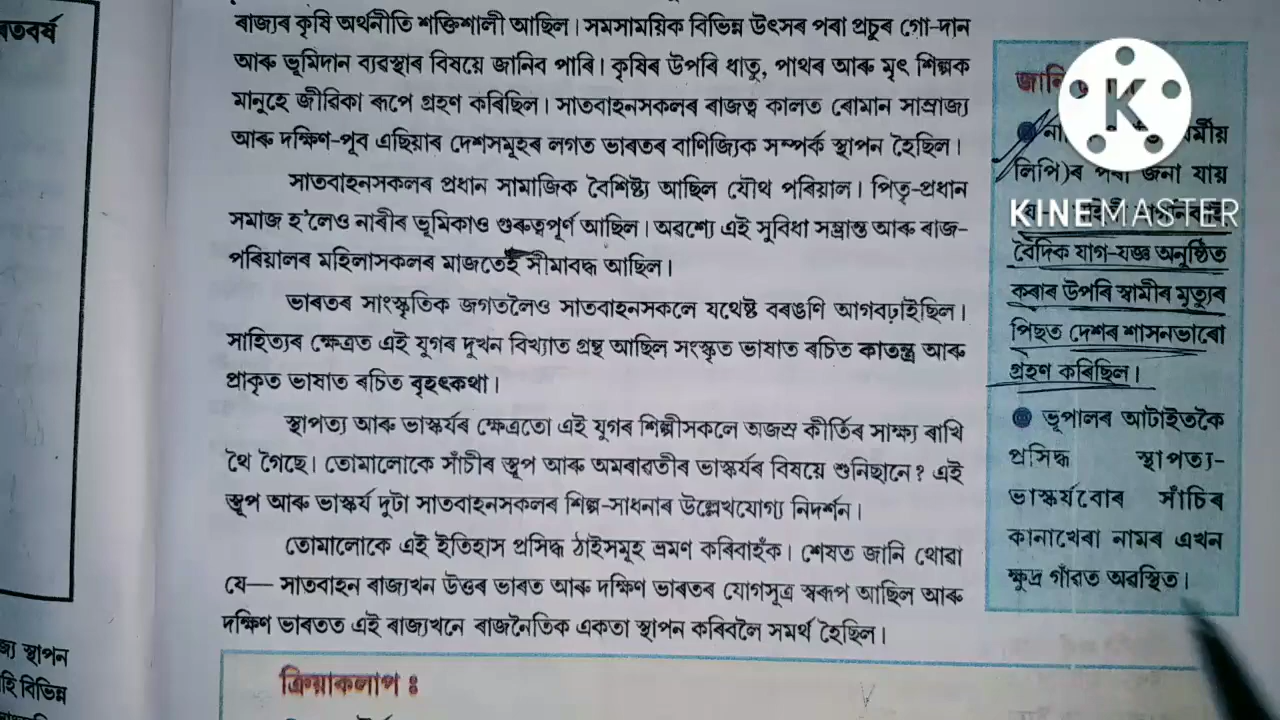 ৰতবৰ্ষ
ৰাজ্যৰ কৃষি অৰ্থনীতি শক্তিশালী আছিল। সমসাময়িক বিভিন্ন উৎসৰ পৰা প্ৰচুৰ গো-দান
আৰু ভূমিদান ব্যৱস্থাৰ বিষয়ে জানিব পাৰি। কৃষিৰ উপৰি ধাতু, পাথৰ আৰু মৃৎ শিল্পক
মানুহে জীৱিকা ৰূপে গ্ৰহণ কৰিছিল। সাতবাহনসকলৰ ৰাজত্ব কালত ৰোমান সাম্ৰাজ্য
আৰু দক্ষিণ-পূব এছিয়াৰ দেশসমূহৰ লগত ভাৰতৰ বাণিজ্যিক সম্পৰ্ক স্থাপন হৈছিল।
সাতবাহনসকলৰ প্ৰধান সামাজিক বৈশিষ্ট্য আছিল যৌথ পৰিয়াল। পিতৃ-প্ৰধান
সমাজ হ'লেও নাৰীৰ ভূমিকাও গুৰুত্বপূৰ্ণ আছিল। অৱশ্যে এই সুবিধা সম্ভ্ৰান্ত আৰু ৰাজ-
পৰিয়ালৰ মহিলাসকলৰ মাজতেই সীমাবদ্ধ আছিল।
ভাৰতৰ সাংস্কৃতিক জগতলৈও সাতবাহনসকলে যথেষ্ট বৰঙণি আগবঢ়াইছিল।
সাহিত্যৰ ক্ষেত্ৰত এই যুগৰ দুখন বিখ্যাত গ্ৰন্থ আছিল সংস্কৃত ভাষাত ৰচিত কাতন্ত্ৰ আৰু
প্ৰাকৃত ভাষাত ৰচিত বৃহৎকথা।
স্থাপত্য আৰু ভাস্কৰ্যৰ ক্ষেত্ৰতো এই যুগৰ শিল্পীসকলে অজস্ৰ কীৰ্তিৰ সাক্ষ্য ৰাখি
থৈ গৈছে। তোমালোকে সাঁচীৰ স্তূপ আৰু অমৰাৱতীৰ ভাস্কৰ্যৰ বিষয়ে শুনিছানে? এই
স্তূপ আৰু ভাস্কৰ্য দুটা সাতবাহনসকলৰ শিল্প-সাধনাৰ উল্লেখযোগ্য নিদৰ্শন।
তোমালোকে এই ইতিহাস প্ৰসিদ্ধ ঠাইসমূহ ভ্ৰমণ কৰিবাহঁক। শেষত জানি থোৱা
যে— সাতবাহন ৰাজ্যখন উত্তৰ ভাৰত আৰু দক্ষিণ ভাৰতৰ যোগসূত্ৰ স্বৰূপ আছিল আৰু
দক্ষিণ ভাৰতত এই ৰাজ্যখনে ৰাজনৈতিক একতা স্থাপন কৰিবলৈ সমৰ্থ হৈছিল।
ক্ৰিয়াকলাপ ঃ
জানি
লিপি)ৰ পৰা জনা যায়
বৈদিক যাগ-যজ্ঞ অনুষ্ঠিত
কৰাৰ উপৰি স্বামীৰ মৃত্যুৰ
পিছত দেশৰ শাসনভাৰো
গ্ৰহণ কৰিছিল।
ভূপালৰ আটাইতকৈ
প্ৰসিদ্ধ স্থাপত্য-
ভাস্কৰ্যবোৰ সাঁচিৰ
কানাখেৰা নামৰ এখন
ক্ষুদ্ৰ গাঁৱত অৱস্থিত।
K
KINEMASTER
স্থাপন
বিভিন্ন